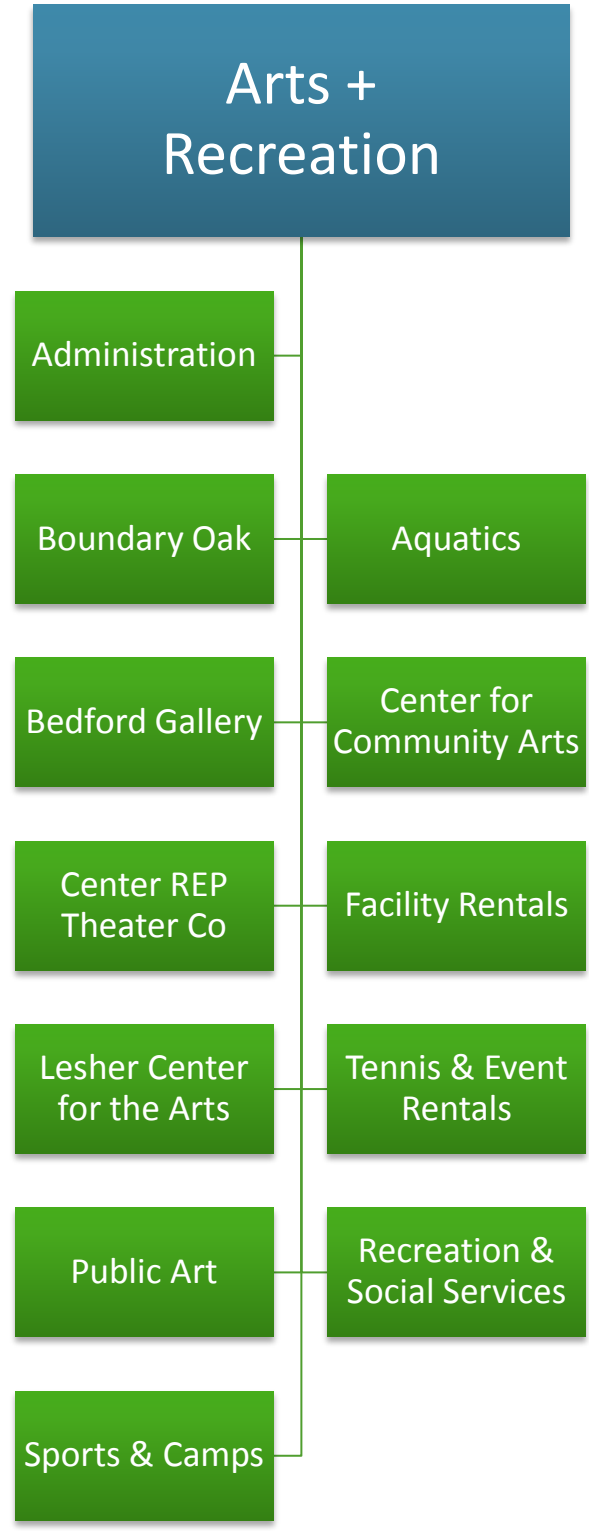 Arts +
Recreation
Administration
Boundary Oak
Aquatics
Bedford Gallery
Center for
Community Arts
Center REP
Theater Co
Facility Rentals
Lesher Center
for the Arts
Tennis & Event
Rentals
Public Art
Recreation &
Social Services
Sports & Camps